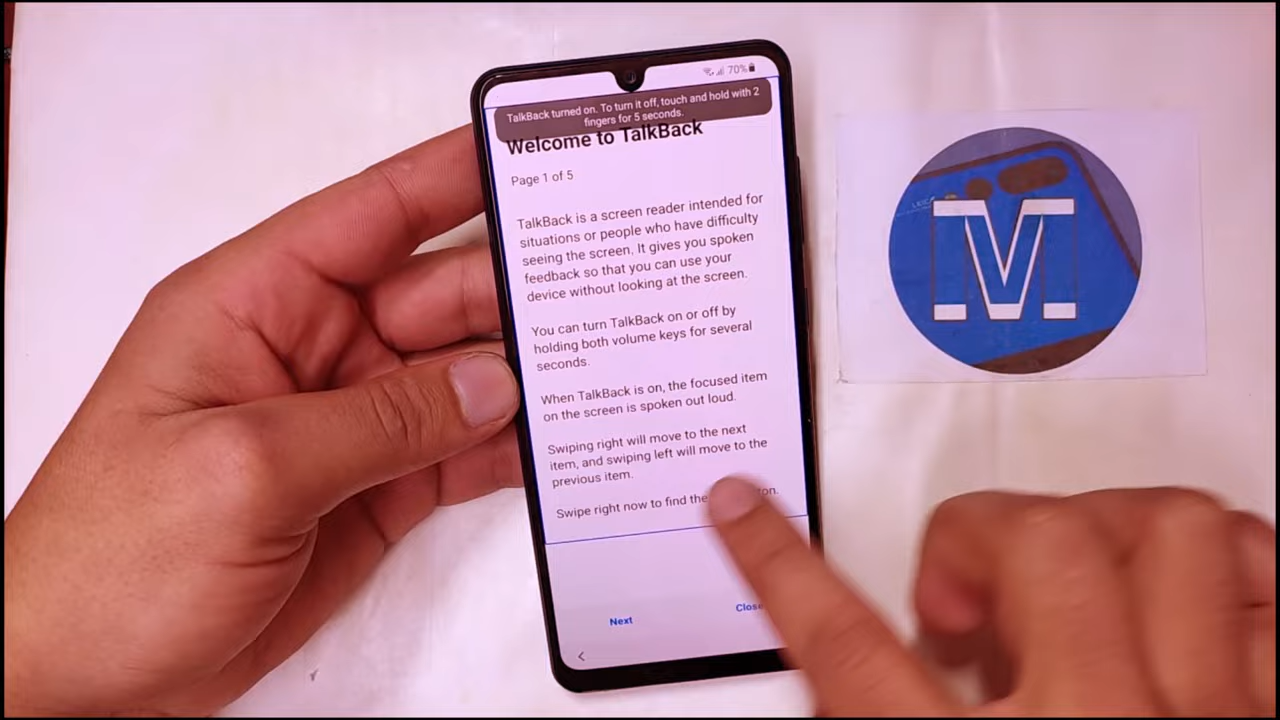 70%
TalkBack turned on. To turn it off, touch and hold with 2
fingers for 5 seconds.
Welcome to TalkBack
Page 1 of 5
TalkBack is a screen reader intended for
situations or people who have difficulty
seeing the screen. It gives you spoken
feedback so that you can use your
device without looking at the screen.
You can turn TalkBack on or off by
holding both volume keys for several
seconds.
When TalkBack is on, the focused item
on the screen is spoken out loud.
Swiping right will move to the next
item, and swiping left will move to the
previous item.
Swipe right now to find the
Next
Close
M